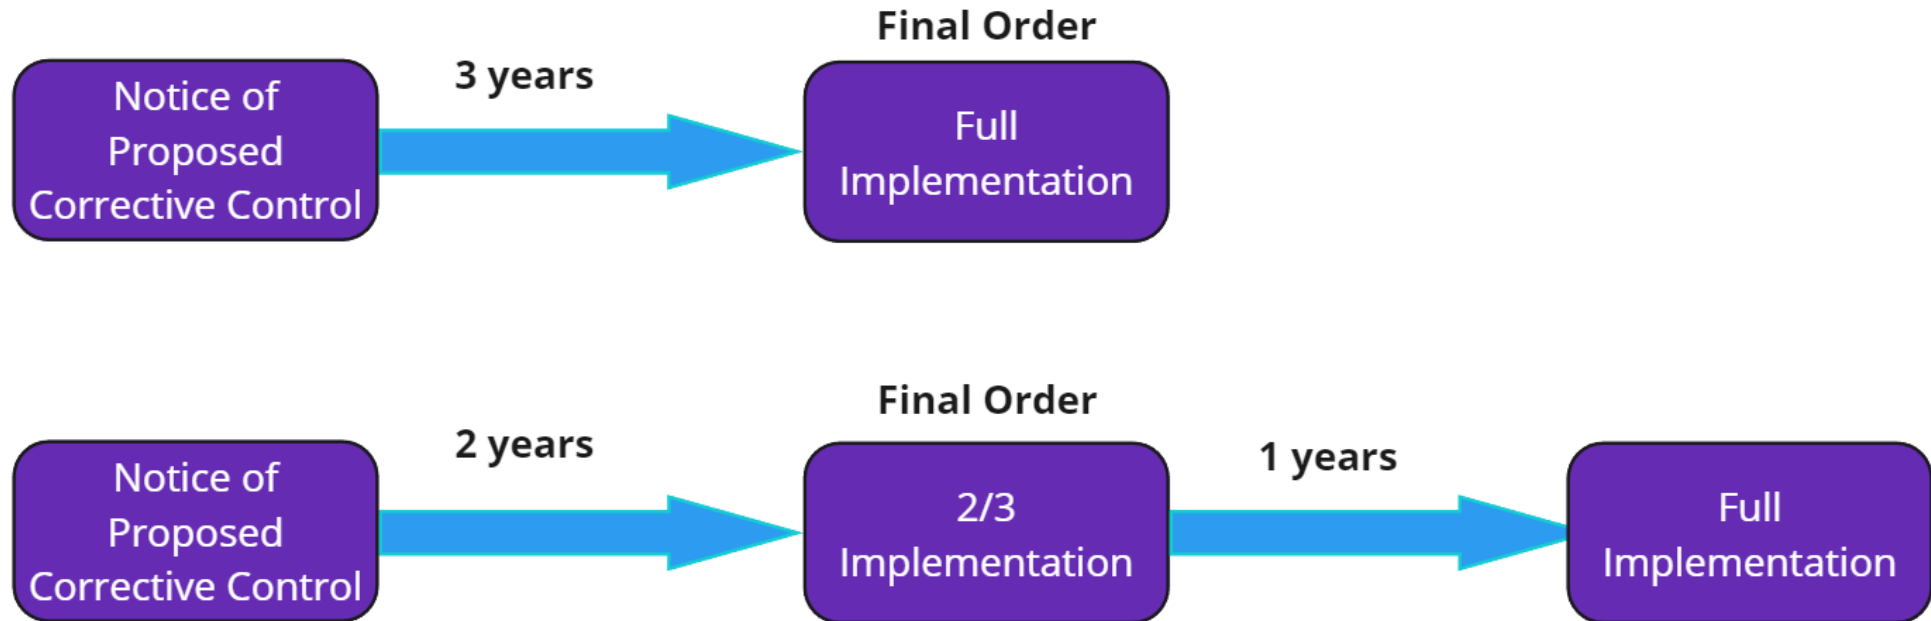 Final Order
3 years
Notice of
Proposed
Corrective Control
Full
Implementation
Final Order
2 years
1 years
Notice of
Proposed
Corrective Control
2/3
Implementation
Full
Implementation